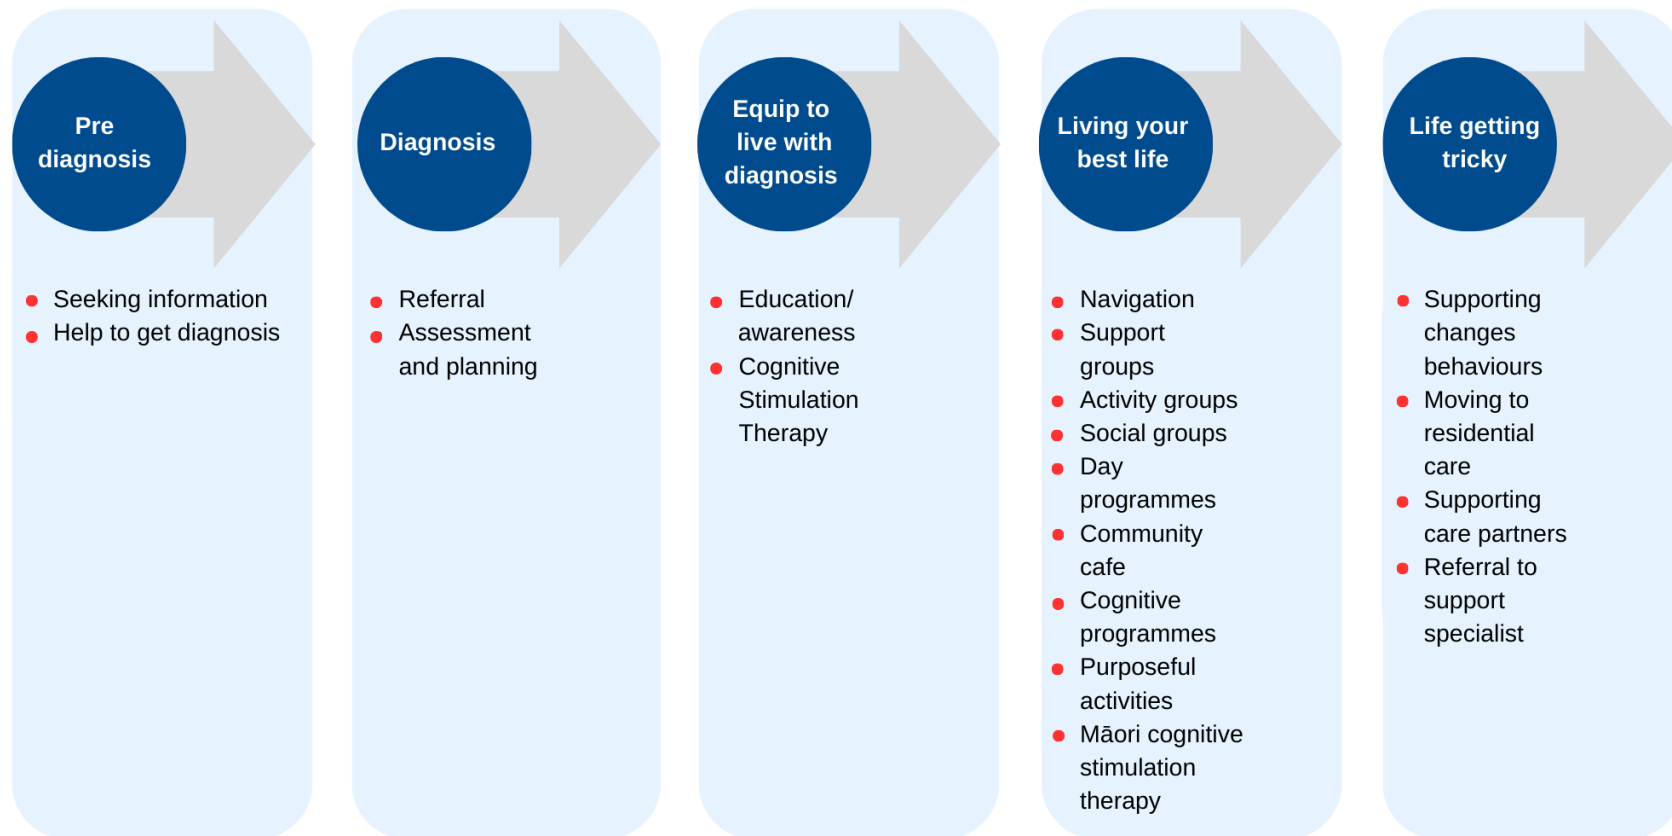 Pre
diagnosis
Seeking information
Help to get diagnosis
Diagnosis
Referral
Assessment
and planning
Equip to
live with
diagnosis
Education/
awareness
Cognitive
Stimulation
Therapy
Living your
best life
Navigation
Support
groups
Activity groups
Social groups
Day
programmes
Community
cafe
Cognitive
programmes
Purposeful
activities
Māori cognitive
stimulation
therapy
Life getting
tricky
Supporting
changes
behaviours
Moving to
residential
care
Supporting
care partners
Referral to
support
specialist